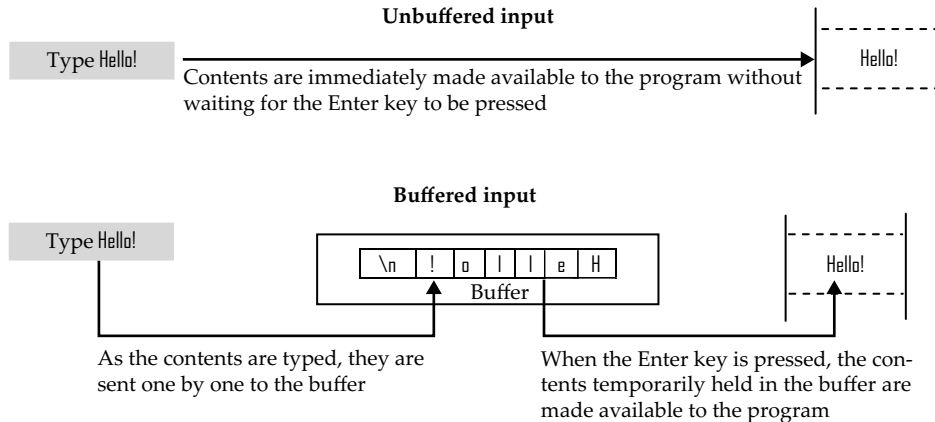 Unbuffered input
Type Hello!
Hello!
Contents are immediately made available to the program without
waiting for the Enter key to be pressed
Buffered input
Type Hello!
\n ! o l l e H
Buffer
Hello!
As the contents are typed, they are
sent one by one to the buffer
When the Enter key is pressed, the con-
tents temporarily held in the buffer are
made available to the program